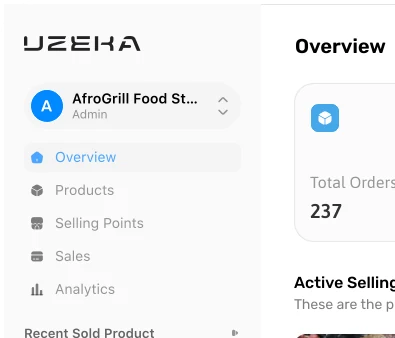 UZEKA
Overview
A
AfroGrill Food St...
Admin
Overview
Products
Selling Points
Sales
Analytics
Recent Sold Product
Total Orders
237
Active Selling
These are the p